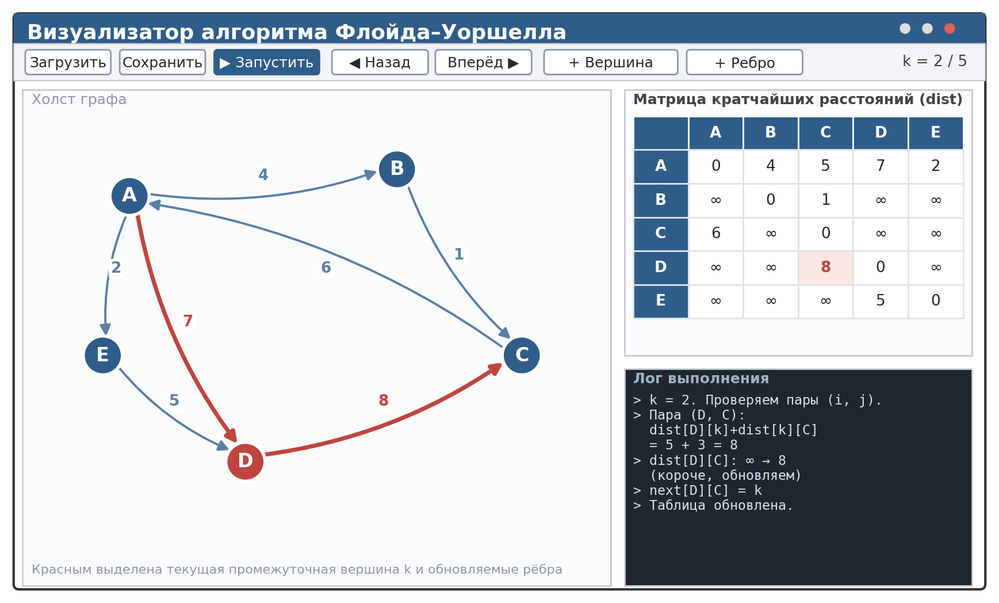 Визуализатор алгоритма Флойда–Уоршелла
Загрузить Сохранить ▶ Запустить ◀ Назад Вперёд ▶ + Вершина + Ребро k = 2 / 5
Холст графа
A
B
C
D
E
4
1
6
2
7
5
8
Красным выделена текущая промежуточная вершина k и обновляемые рёбра
Матрица кратчайших расстояний (dist)
A B C D E
A 0 4 5 7 2
B ∞ 0 1 ∞ ∞
C 6 ∞ 0 ∞ ∞
D ∞ ∞ 8 0 ∞
E ∞ ∞ ∞ 5 0
Лог выполнения
> k = 2. Проверяем пары (i, j).
> Пара (D, C):
dist[D][k]+dist[k][C]
= 5 + 3 = 8
> dist[D][C]: ∞ → 8
(короче, обновляем)
> next[D][C] = k
> Таблица обновлена.